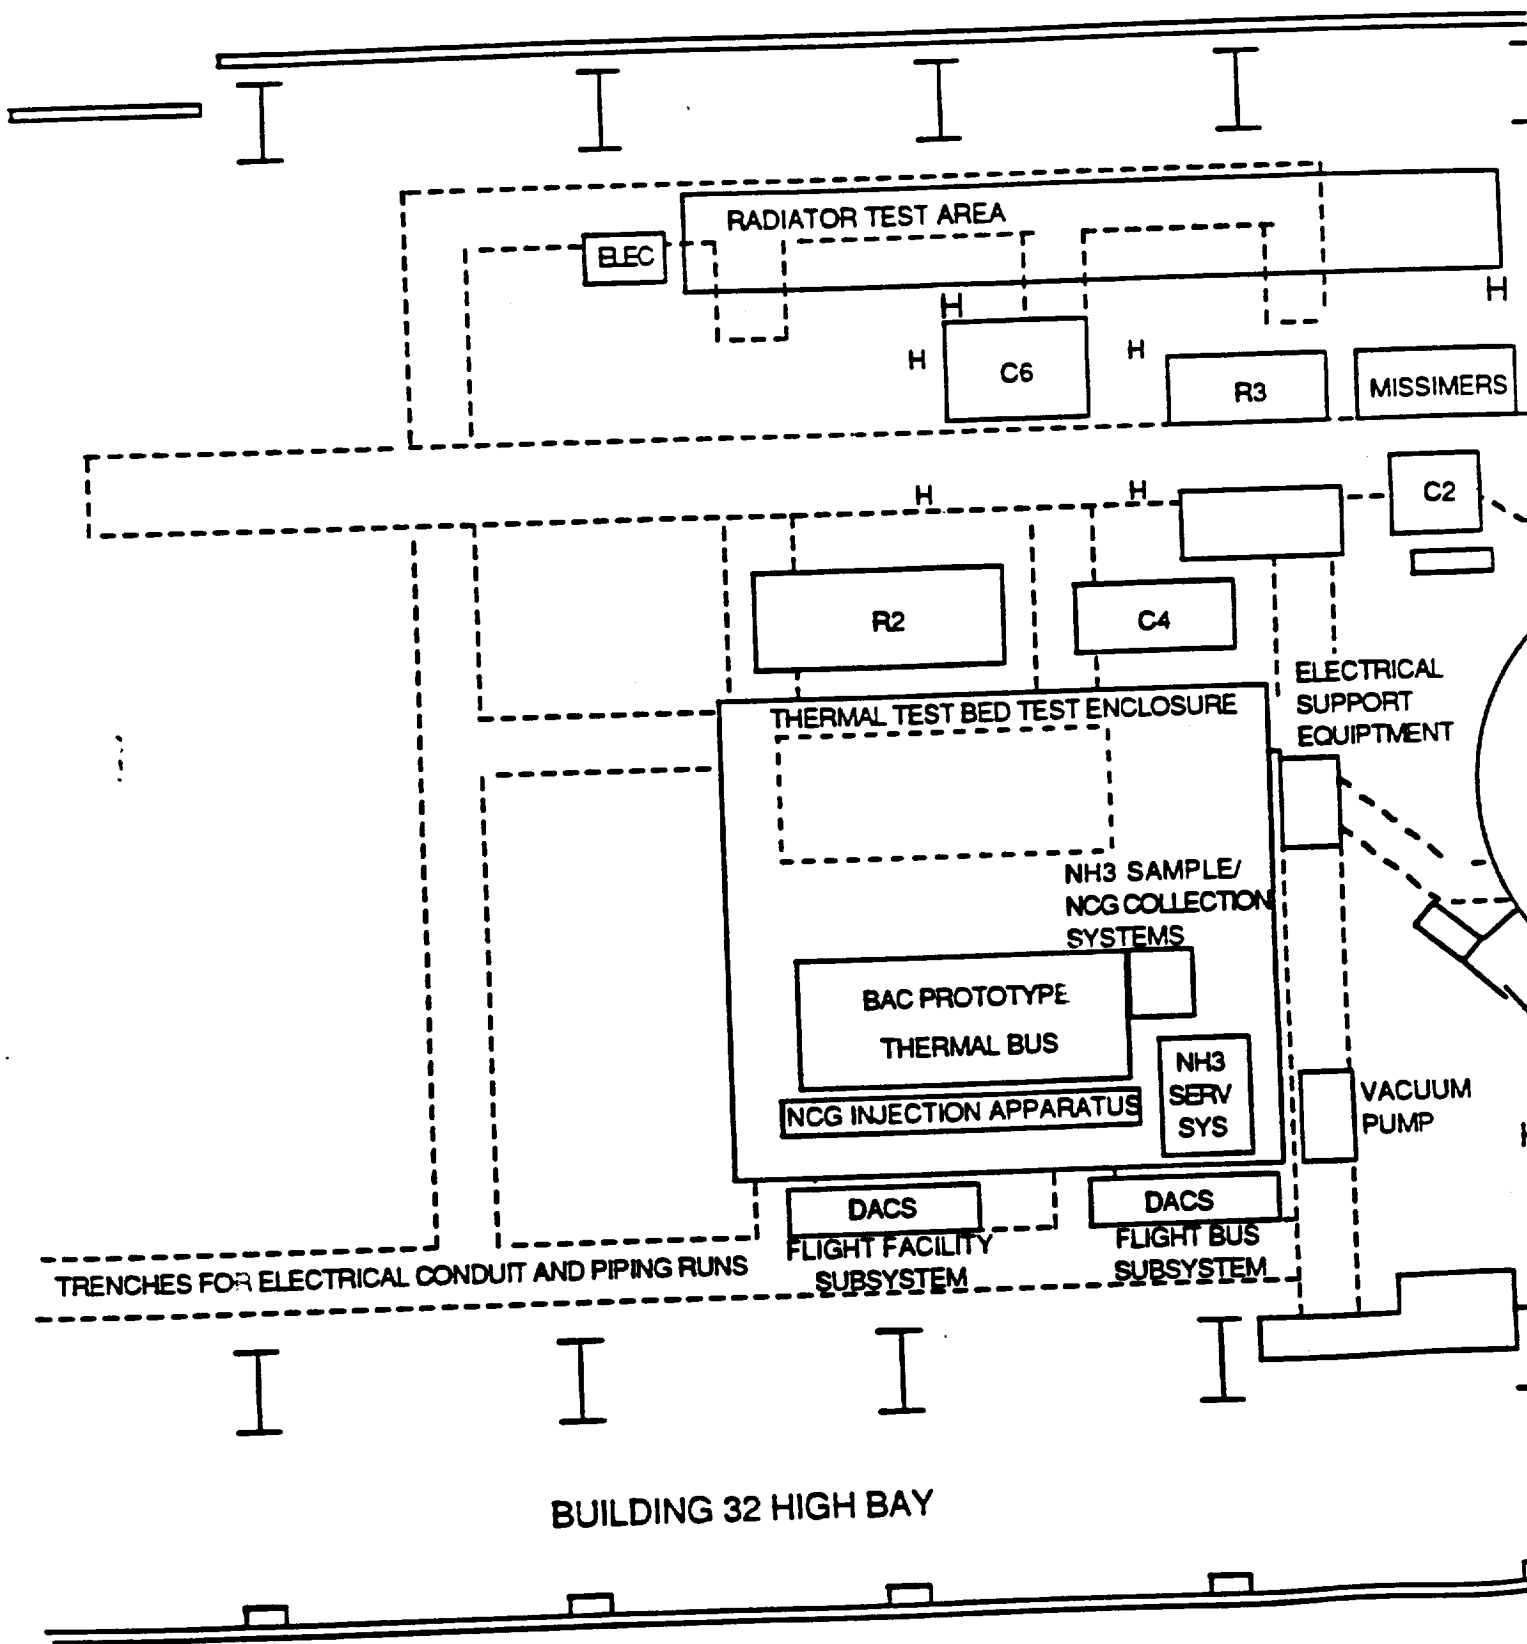 RADIATOR TEST AREA
ELEC
H
H
H
C6
H
R3
MISSIMERS
H
H
C2
R2
C4
ELECTRICAL
SUPPORT
EQUIPTMENT
THERMAL TEST BED TEST ENCLOSURE
NH3 SAMPLE/
NCG COLLECTION
SYSTEMS
BAC PROTOTYPE
THERMAL BUS
NH3
SERV
SYS
NCG INJECTION APPARATUS
VACUUM
PUMP
DACS
FLIGHT FACILITY
SUBSYSTEM
DACS
FLIGHT BUS
SUBSYSTEM
TRENCHES FOR ELECTRICAL CONDUIT AND PIPING RUNS
BUILDING 32 HIGH BAY